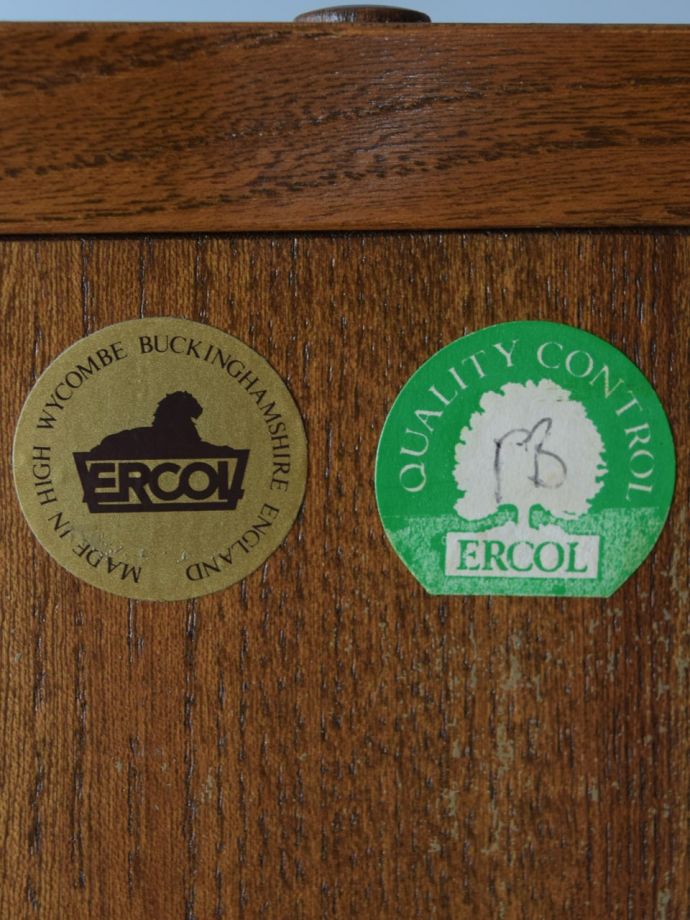 MADE IN HIGH WYCOMBE BUCKINGHAMSHIRE ENGLAND
ERCOL
QUALITY CONTROL
ERCOL